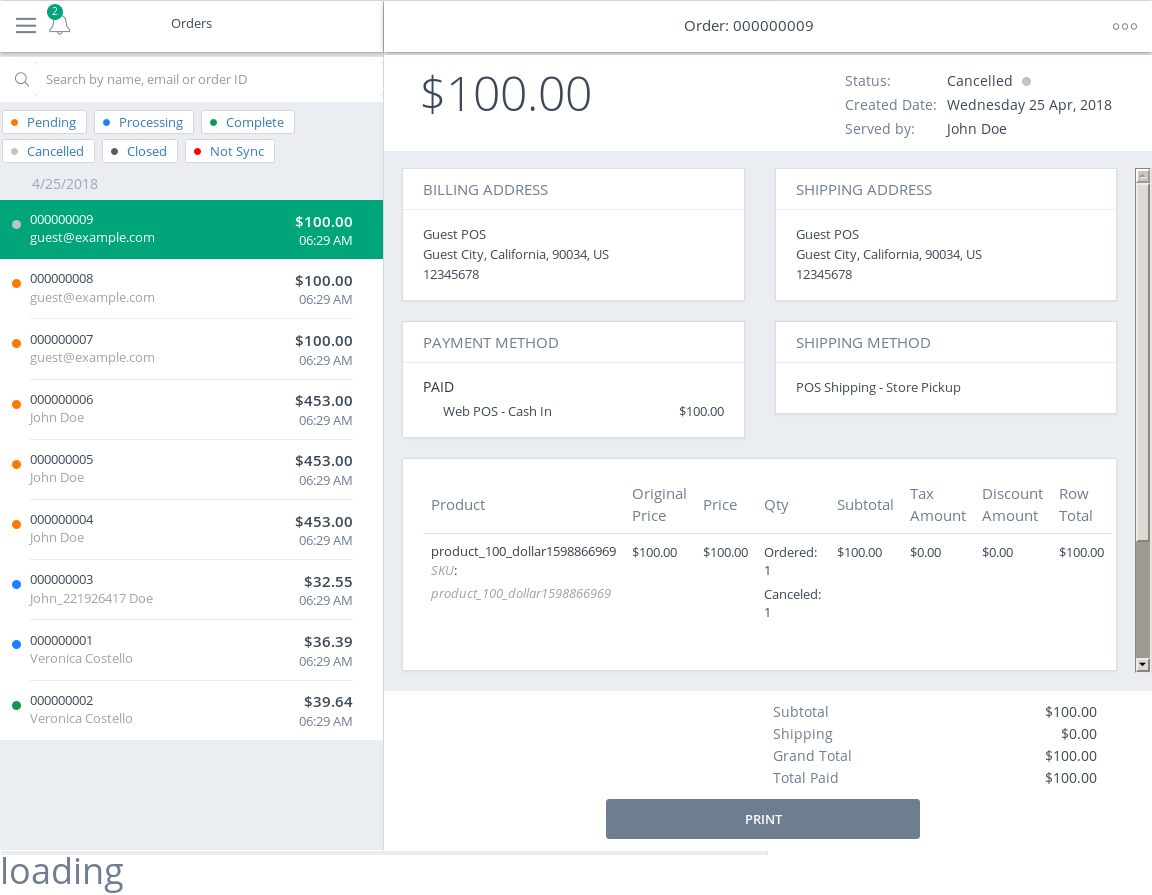 2
Orders
Search by name, email or order ID
Pending
Processing
Complete
Cancelled
Closed
Not Sync
4/25/2018
000000009 $100.00
guest@example.com 06:29 AM
000000008 $100.00
guest@example.com 06:29 AM
000000007 $100.00
guest@example.com 06:29 AM
000000006 $453.00
John Doe 06:29 AM
000000005 $453.00
John Doe 06:29 AM
000000004 $453.00
John Doe 06:29 AM
000000003 $32.55
John_221926417 Doe 06:29 AM
000000001 $36.39
Veronica Costello 06:29 AM
000000002 $39.64
Veronica Costello 06:29 AM
Order: 000000009
$100.00
Status: Cancelled
Created Date: Wednesday 25 Apr, 2018
Served by: John Doe
BILLING ADDRESS
Guest POS
Guest City, California, 90034, US
12345678
SHIPPING ADDRESS
Guest POS
Guest City, California, 90034, US
12345678
PAYMENT METHOD
PAID
Web POS - Cash In $100.00
SHIPPING METHOD
POS Shipping - Store Pickup
Product Original Price Price Qty Subtotal Tax Amount Discount Amount Row Total
product_100_dollar1598866969 $100.00 $100.00 Ordered: $100.00 $0.00 $0.00 $100.00
SKU: 1
product_100_dollar1598866969 Canceled:
1
Subtotal $100.00
Shipping $0.00
Grand Total $100.00
Total Paid $100.00
PRINT
loading